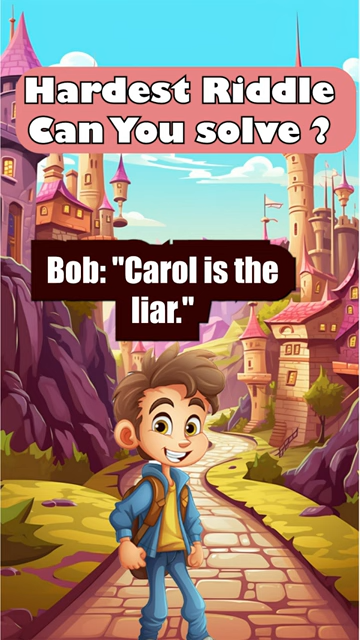 Hardest Riddle
Can You solve ?
Bob: "Carol is the
liar."